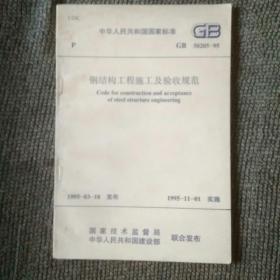 UDC
中华人民共和国国家标准
GB
P
GB 50205-95
钢结构工程施工及验收规范
Code for construction and acceptance
of steel structure engineering
1995-03-16 发布
1995-11-01 实施
国家技术监督局
中华人民共和国建设部
联合发布